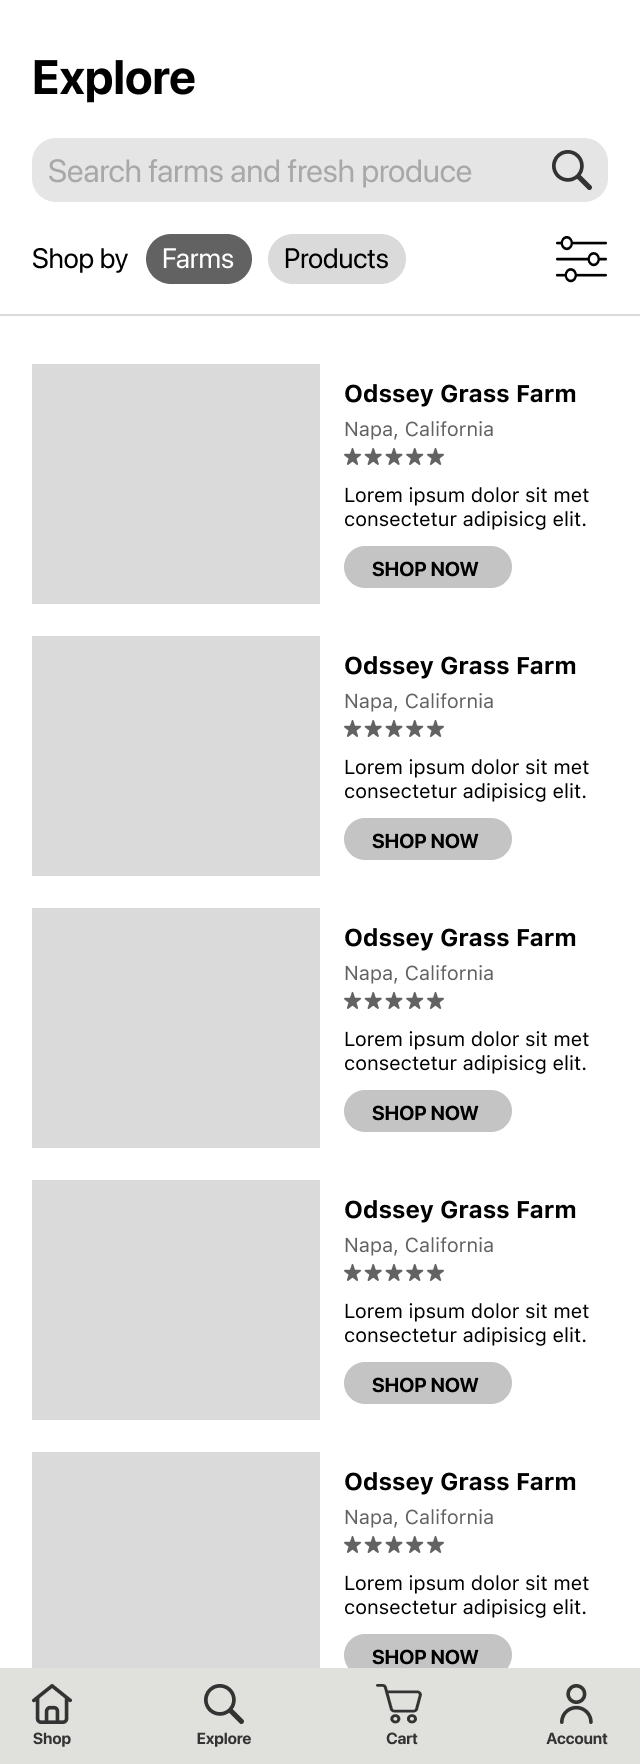 Explore
Search farms and fresh produce
Shop by Farms Products
Odssey Grass Farm
Napa, California
Lorem ipsum dolor sit met
consectetur adipisicg elit.
SHOP NOW
Odssey Grass Farm
Napa, California
Lorem ipsum dolor sit met
consectetur adipisicg elit.
SHOP NOW
Odssey Grass Farm
Napa, California
Lorem ipsum dolor sit met
consectetur adipisicg elit.
SHOP NOW
Odssey Grass Farm
Napa, California
Lorem ipsum dolor sit met
consectetur adipisicg elit.
SHOP NOW
Odssey Grass Farm
Napa, California
Lorem ipsum dolor sit met
consectetur adipisicg elit.
SHOP NOW
Shop Explore Cart Account